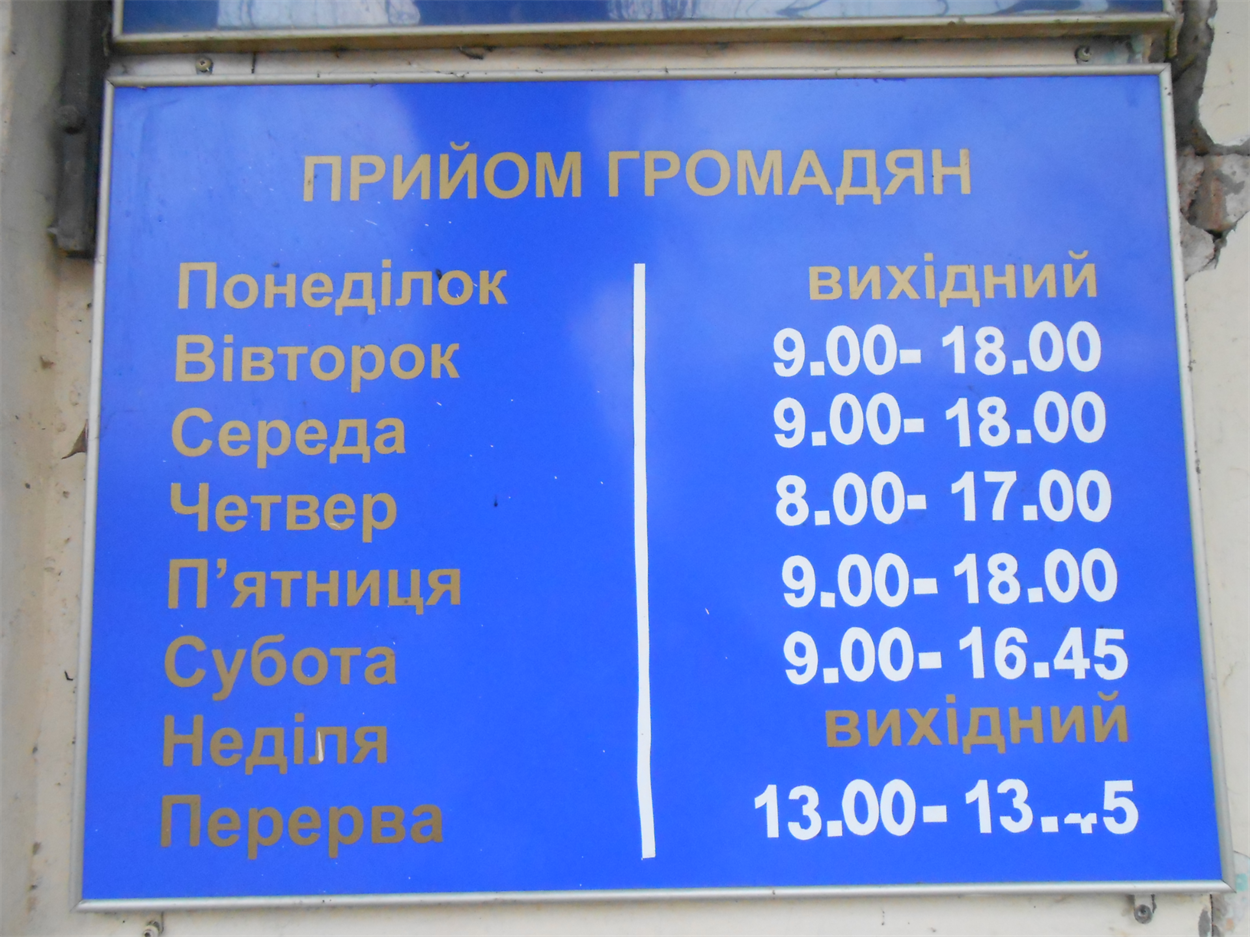 ПРИЙОМ ГРОМАДЯН
Понеділок вихідний
Вівторок 9.00- 18.00
Середа 9.00- 18.00
Четвер 8.00- 17.00
П’ятниця 9.00- 18.00
Субота 9.00- 16.45
Неділя вихідний
Перерва 13.00- 13.45